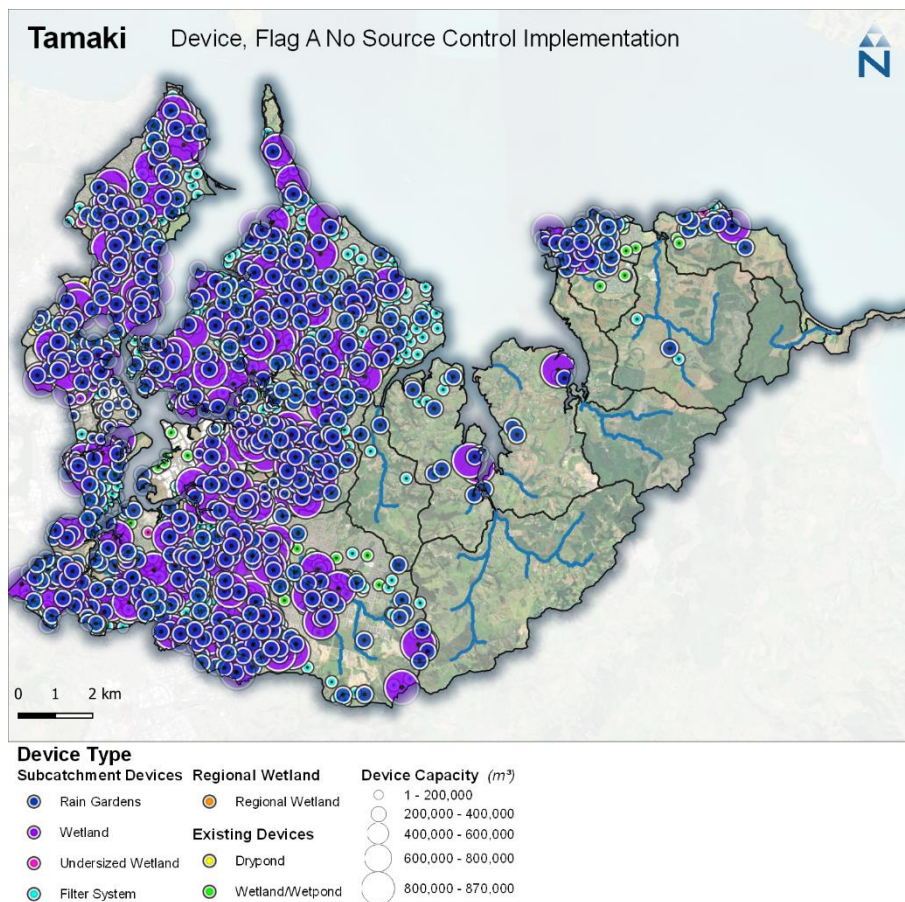 Tamaki Device, Flag A No Source Control Implementation
N
0 1 2 km
Device Type
Subcatchment Devices Regional Wetland Device Capacity (m³)
Rain Gardens Regional Wetland 1 - 200,000
200,000 - 400,000
Wetland Existing Devices 400,000 - 600,000
Undersized Wetland Drypond 600,000 - 800,000
Filter System Wetland/Wetpond 800,000 - 870,000